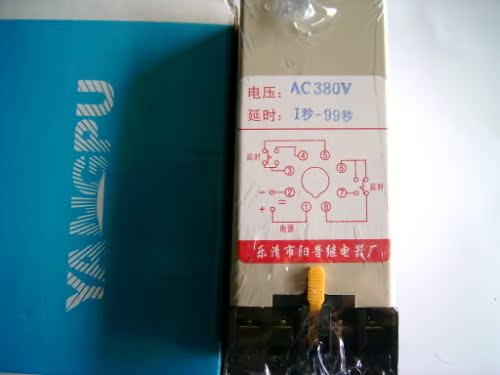 YANGPU
电压: AC380V
延时: 1秒-99秒
延时 ④ ⑤
③ ⑥
- ② ⑦ 延时
+ ① ⑧
电源
乐清市阳普继电器厂